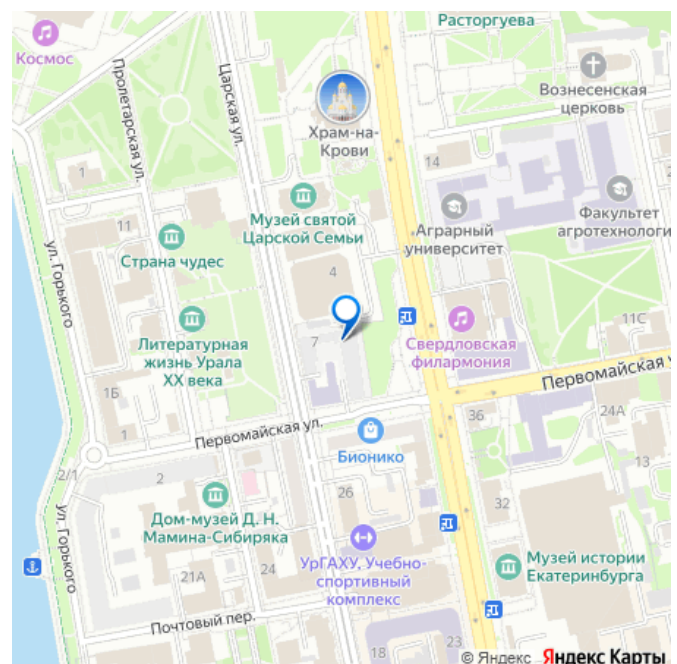 Расторгуева
Космос
Пролетарская ул.
Царская ул.
Вознесенская
церковь
Храм-на-
Крови
14
1
Музей святой
Царской Семьи
Аграрный
университет
Факультет
агротехнологи
11
Страна чудес
ул. Горького
4
7
Литературная
жизнь Урала
XX века
Свердловская
филармония
11С
1Б
1
Первомайская у
Первомайская ул.
36
24А
Бионико
13
2/1
2
26
32
ул. Горького
Дом-музей Д. Н.
Мамина-Сибиряка
УрГАХУ, Учебно-
спортивный
комплекс
Музей истории
Екатеринбурга
21А
24
Почтовый пер.
18
23
© Яндекс Яндекс Карты